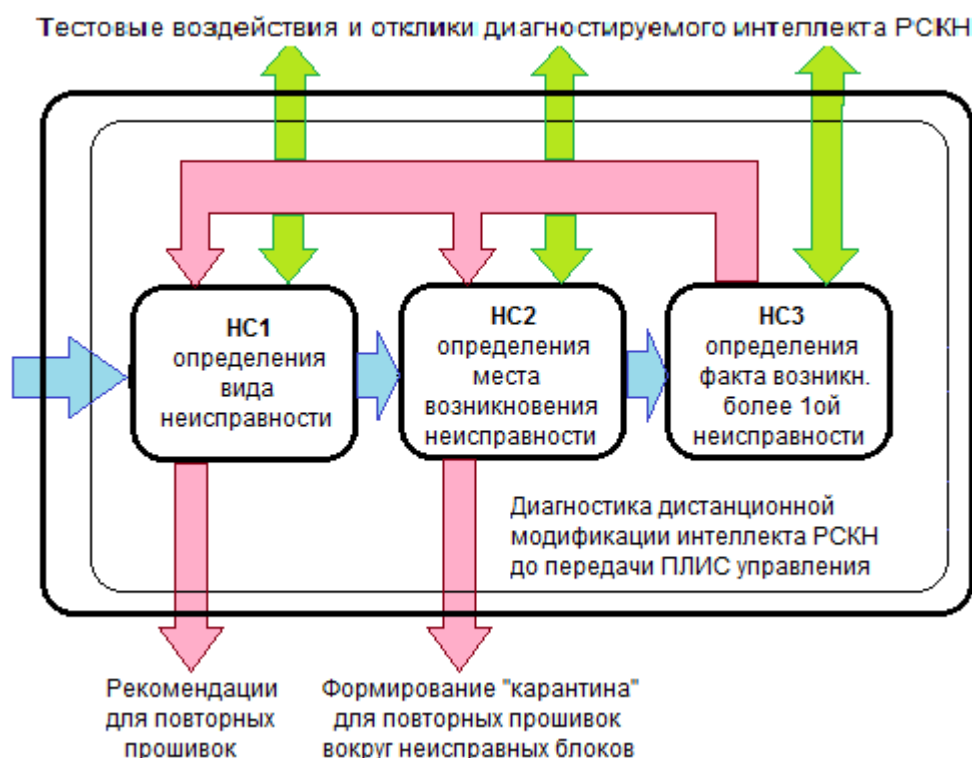 Тестовые воздействия и отклики диагностируемого интеллекта РСКН
НС1
определения
вида
неисправности
НС2
определения
места
возникновения
неисправности
НС3
определения
факта возникн.
более 1ой
неисправности
Диагностика дистанционной
модификации интеллекта РСКН
до передачи ПЛИС управления
Рекомендации
для повторных
прошивок
Формирование "карантина"
для повторных прошивок
вокруг неисправных блоков